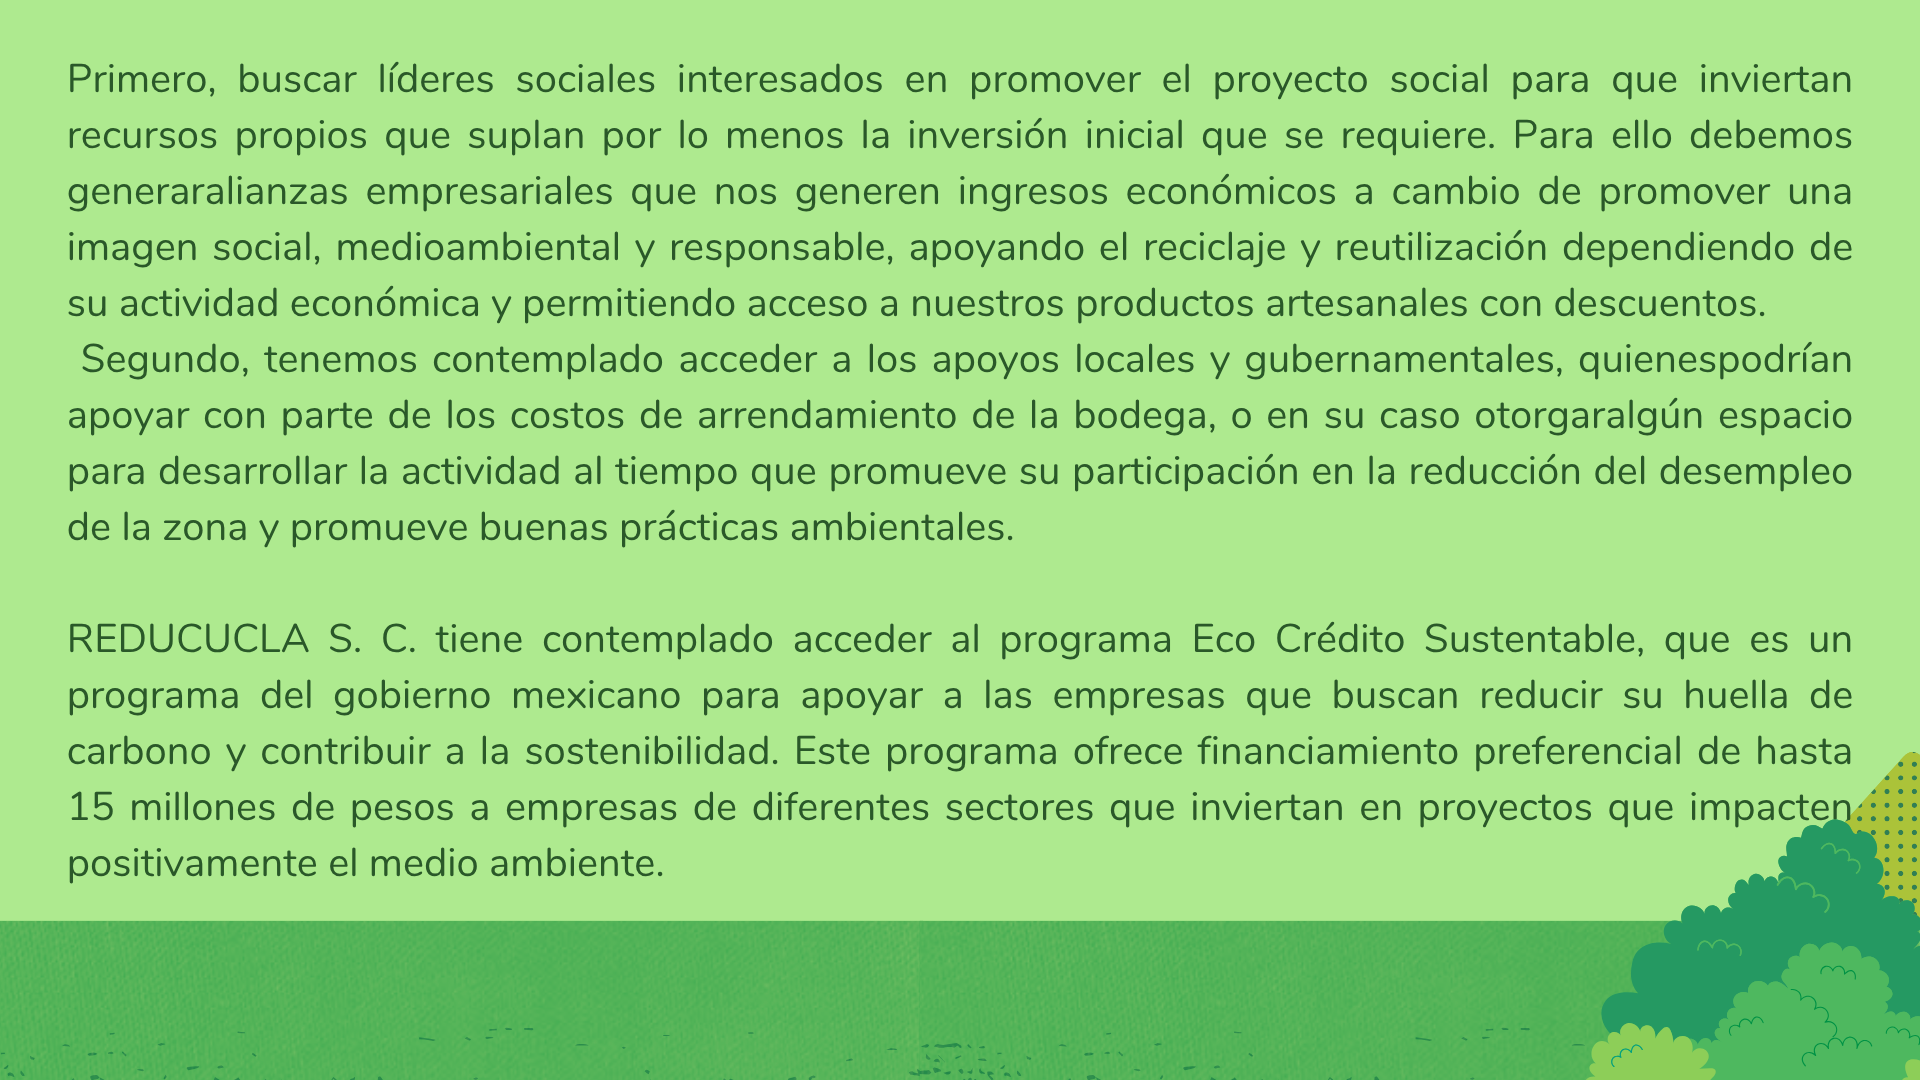 Primero, buscar líderes sociales interesados en promover el proyecto social para que inviertan
recursos propios que suplan por lo menos la inversión inicial que se requiere. Para ello debemos
generaralianzas empresariales que nos generen ingresos económicos a cambio de promover una
imagen social, medioambiental y responsable, apoyando el reciclaje y reutilización dependiendo de
su actividad económica y permitiendo acceso a nuestros productos artesanales con descuentos.
Segundo, tenemos contemplado acceder a los apoyos locales y gubernamentales, quienespodrían
apoyar con parte de los costos de arrendamiento de la bodega, o en su caso otorgaralgún espacio
para desarrollar la actividad al tiempo que promueve su participación en la reducción del desempleo
de la zona y promueve buenas prácticas ambientales.
REDUCUCLA S. C. tiene contemplado acceder al programa Eco Crédito Sustentable, que es un
programa del gobierno mexicano para apoyar a las empresas que buscan reducir su huella de
carbono y contribuir a la sostenibilidad. Este programa ofrece financiamiento preferencial de hasta
15 millones de pesos a empresas de diferentes sectores que inviertan en proyectos que impacten
positivamente el medio ambiente.